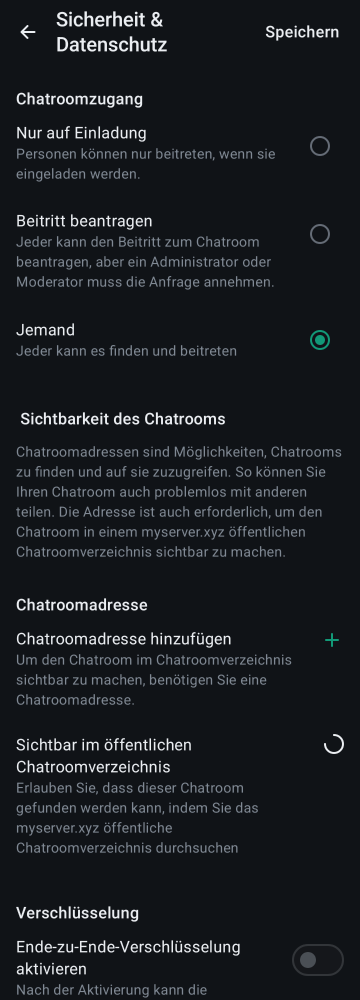 Sicherheit &
Datenschutz
Speichern
Chatroomzugang
Nur auf Einladung
Personen können nur beitreten, wenn sie
eingeladen werden.
Beitritt beantragen
Jeder kann den Beitritt zum Chatroom
beantragen, aber ein Administrator oder
Moderator muss die Anfrage annehmen.
Jemand
Jeder kann es finden und beitreten
Sichtbarkeit des Chatrooms
Chatroomadressen sind Möglichkeiten, Chatrooms
zu finden und auf sie zuzugreifen. So können Sie
Ihren Chatroom auch problemlos mit anderen
teilen. Die Adresse ist auch erforderlich, um den
Chatroom in einem myserver.xyz öffentlichen
Chatroomverzeichnis sichtbar zu machen.
Chatroomadresse
Chatroomadresse hinzufügen
Um den Chatroom im Chatroomverzeichnis
sichtbar zu machen, benötigen Sie eine
Chatroomadresse.
Sichtbar im öffentlichen
Chatroomverzeichnis
Erlauben Sie, dass dieser Chatroom
gefunden werden kann, indem Sie das
myserver.xyz öffentliche
Chatroomverzeichnis durchsuchen
Verschlüsselung
Ende-zu-Ende-Verschlüsselung
aktivieren
Nach der Aktivierung kann die